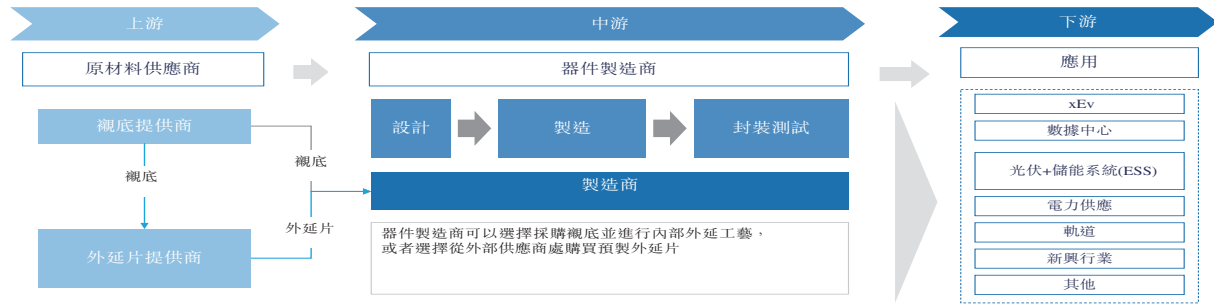 上游
中游
下游
原材料供應商
器件製造商
應用
襯底提供商
襯底
外延片提供商
襯底
外延片
設計
製造
封裝測試
製造商
器件製造商可以選擇採購襯底並進行內部外延工藝，
或者選擇從外部供應商處購買預製外延片
xEv
數據中心
光伏+儲能系統(ESS)
電力供應
軌道
新興行業
其他